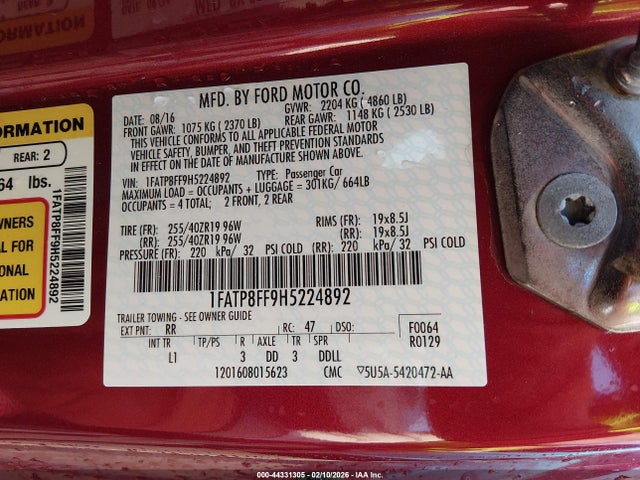 MFD. BY FORD MOTOR CO.
DATE: 08/16 GVWR: 2204 KG ( 4860 LB)
FRONT GAWR: 1075 KG ( 2370 LB) REAR GAWR: 1148 KG ( 2530 LB)
THIS VEHICLE CONFORMS TO ALL APPLICABLE FEDERAL MOTOR
VEHICLE SAFETY, BUMPER, AND THEFT PREVENTION STANDARDS
IN EFFECT ON THE DATE OF MANUFACTURE SHOWN ABOVE.
VIN: 1FATP8FF9H5224892 TYPE: Passenger Car
MAXIMUM LOAD = OCCUPANTS + LUGGAGE = 301KG/ 664LB
OCCUPANTS = 4 TOTAL; 2 FRONT, 2 REAR
TIRE (FR): 255/40ZR19 96W RIMS (FR): 19x8.5J
(RR): 255/40ZR19 96W (RR): 19x8.5J
PRESSURE (FR): 220 kPa/ 32 PSI COLD (RR): 220 kPa/ 32 PSI COLD
1FATP8FF9H5224892
TRAILER TOWING - SEE OWNER GUIDE
EXT PNT: RR RC: 47 DSO: F0064
INT TR TP/PS R AXLE TR SPR R0129
L1 3 DD 3 DDLL
1201608015623 CMC ▽5U5A-5420472-AA
ORMATION
REAR: 2
64 lbs.
WNERS
AL FOR
ONAL
TION
1FATP8FF9H5224892
000-44331305 - 02/10/2026 - IAA Inc.